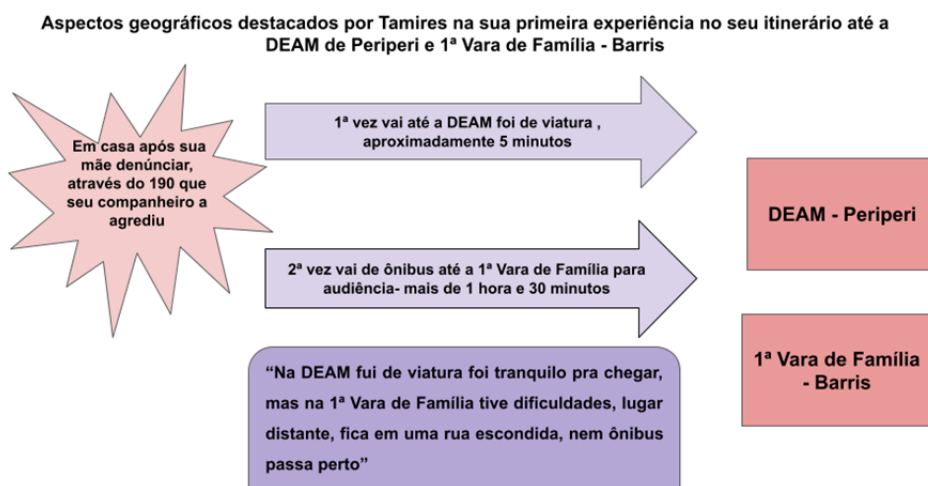 Aspectos geográficos destacados por Tamires na sua primeira experiência no seu itinerário até a
DEAM de Periperi e 1ª Vara de Família - Barris
Em casa após sua
mãe denúnciar,
através do 190 que
seu companheiro a
agrediu
1ª vez vai até a DEAM foi de viatura ,
aproximadamente 5 minutos
DEAM - Periperi
2ª vez vai de ônibus até a 1ª Vara de Família para
audiência- mais de 1 hora e 30 minutos
1ª Vara de Família
- Barris
“Na DEAM fui de viatura foi tranquilo pra chegar,
mas na 1ª Vara de Família tive dificuldades, lugar
distante, fica em uma rua escondida, nem ônibus
passa perto”